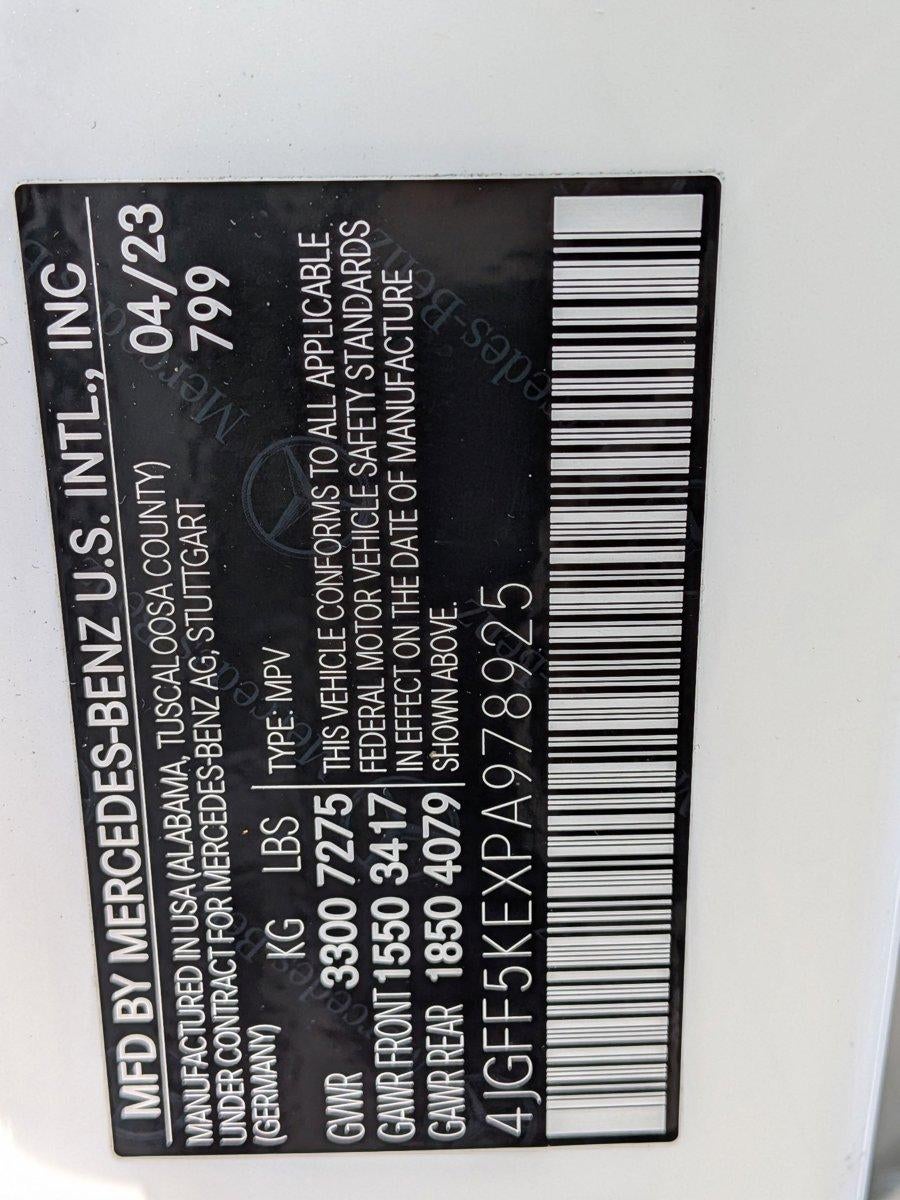 MFD BY MERCEDES-BENZ U.S. INTL., INC
MANUFACTURED IN USA (ALABAMA, TUSCALOOSA COUNTY) 04/23
UNDER CONTRACT FOR MERCEDES-BENZ AG, STUTTGART 799
(GERMANY)
KG LBS TYPE: MPV
GVWR 3300 7275 THIS VEHICLE CONFORMS TO ALL APPLICABLE
GAWR FRONT 1550 3417 FEDERAL MOTOR VEHICLE SAFETY STANDARDS
GAWR REAR 1850 4079 IN EFFECT ON THE DATE OF MANUFACTURE
SHOWN ABOVE.
4JGFF5KEXPA978925